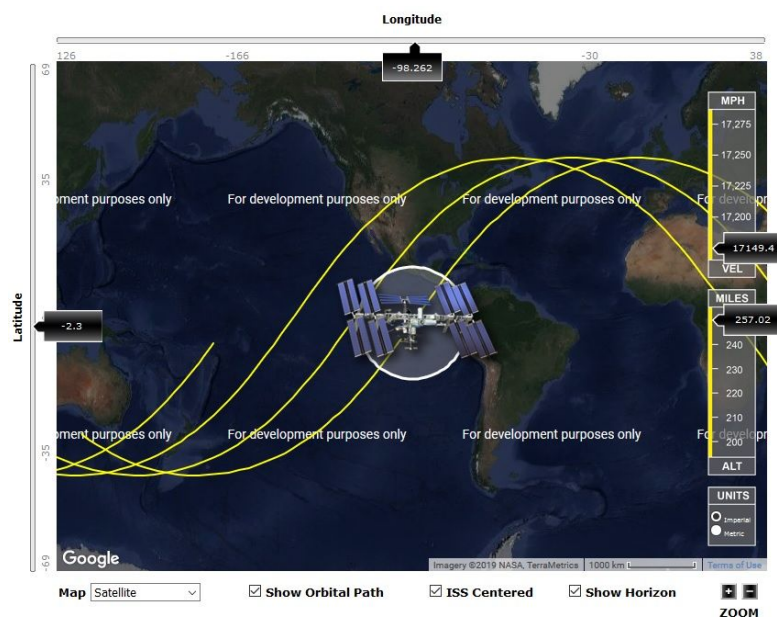 Longitude
126 -166 -30 38
-98.262
69
35
-35
-69
Latitude
-2.3
MPH
17,275
17,250
17,225
17,200
17149.4
VEL
MILES
257.02
240
230
220
210
200
ALT
UNITS
Imperial
Metric
opment purposes only For development purposes only For development purposes only For develop
opment purposes only For development purposes only For development purposes only For develop
Google
Imagery ©2019 NASA, TerraMetrics 1000 km Terms of Use
Map Satellite Show Orbital Path ISS Centered Show Horizon + −
ZOOM